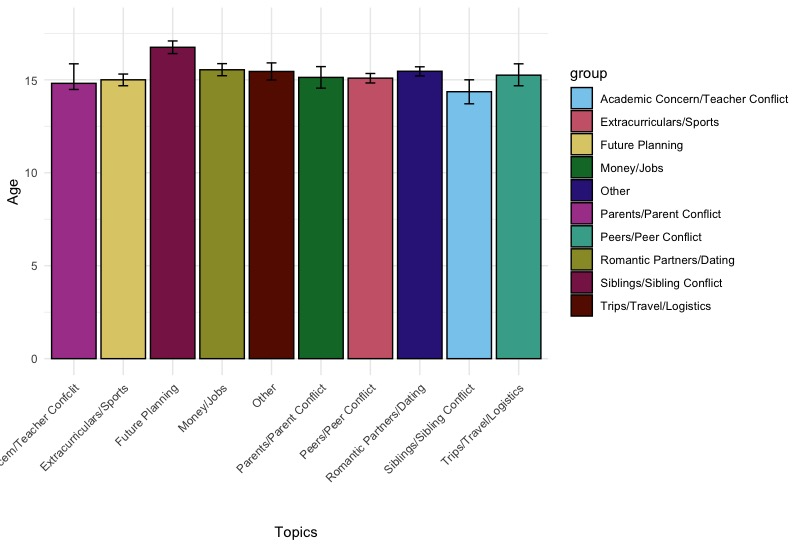 Age
15
10
5
0
cern/Teacher Confclit
Extracurriculars/Sports
Future Planning
Money/Jobs
Other
Parents/Parent Conflict
Peers/Peer Conflict
Romantic Partners/Dating
Siblings/Sibling Conflict
Trips/Travel/Logistics
Topics
group
Academic Concern/Teacher Conflict
Extracurriculars/Sports
Future Planning
Money/Jobs
Other
Parents/Parent Conflict
Peers/Peer Conflict
Romantic Partners/Dating
Siblings/Sibling Conflict
Trips/Travel/Logistics